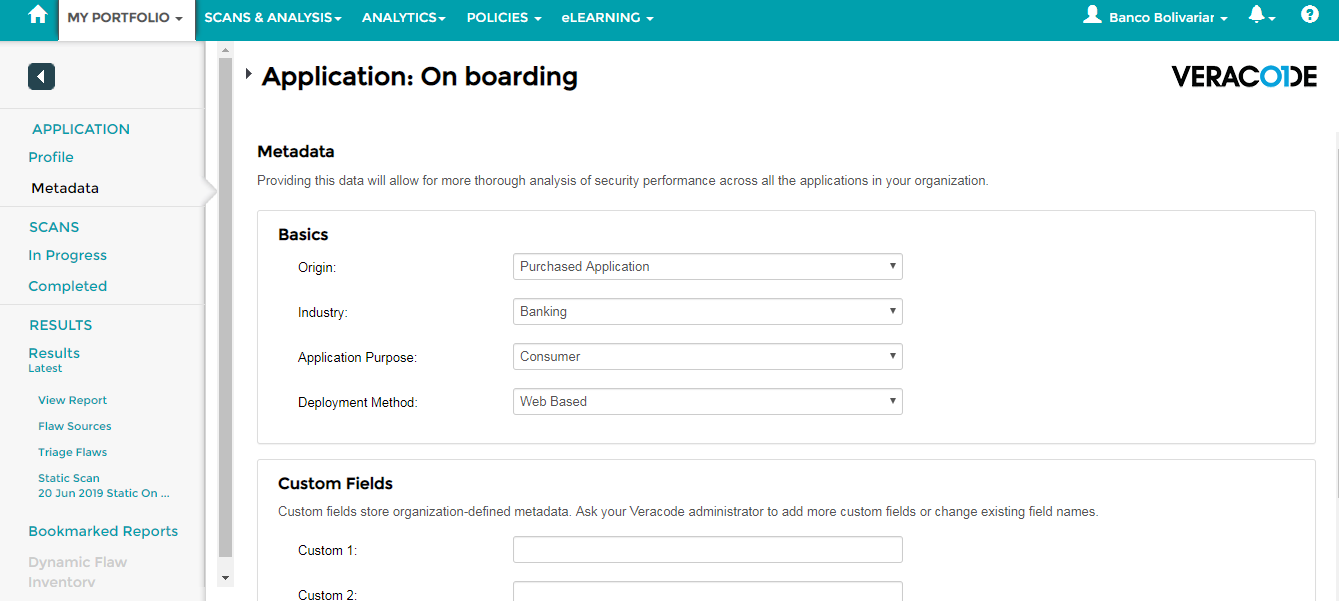 MY PORTFOLIO
SCANS & ANALYSIS
ANALYTICS
POLICIES
eLEARNING
Banco Bolivariar
?
Application: On boarding
VERACODE
APPLICATION
Profile
Metadata
SCANS
In Progress
Completed
RESULTS
Results
Latest
View Report
Flaw Sources
Triage Flaws
Static Scan
20 Jun 2019 Static On ...
Bookmarked Reports
Dynamic Flaw
Inventory
Metadata
Providing this data will allow for more thorough analysis of security performance across all the applications in your organization.
Basics
Origin: Purchased Application
Industry: Banking
Application Purpose: Consumer
Deployment Method: Web Based
Custom Fields
Custom fields store organization-defined metadata. Ask your Veracode administrator to add more custom fields or change existing field names.
Custom 1:
Custom 2: